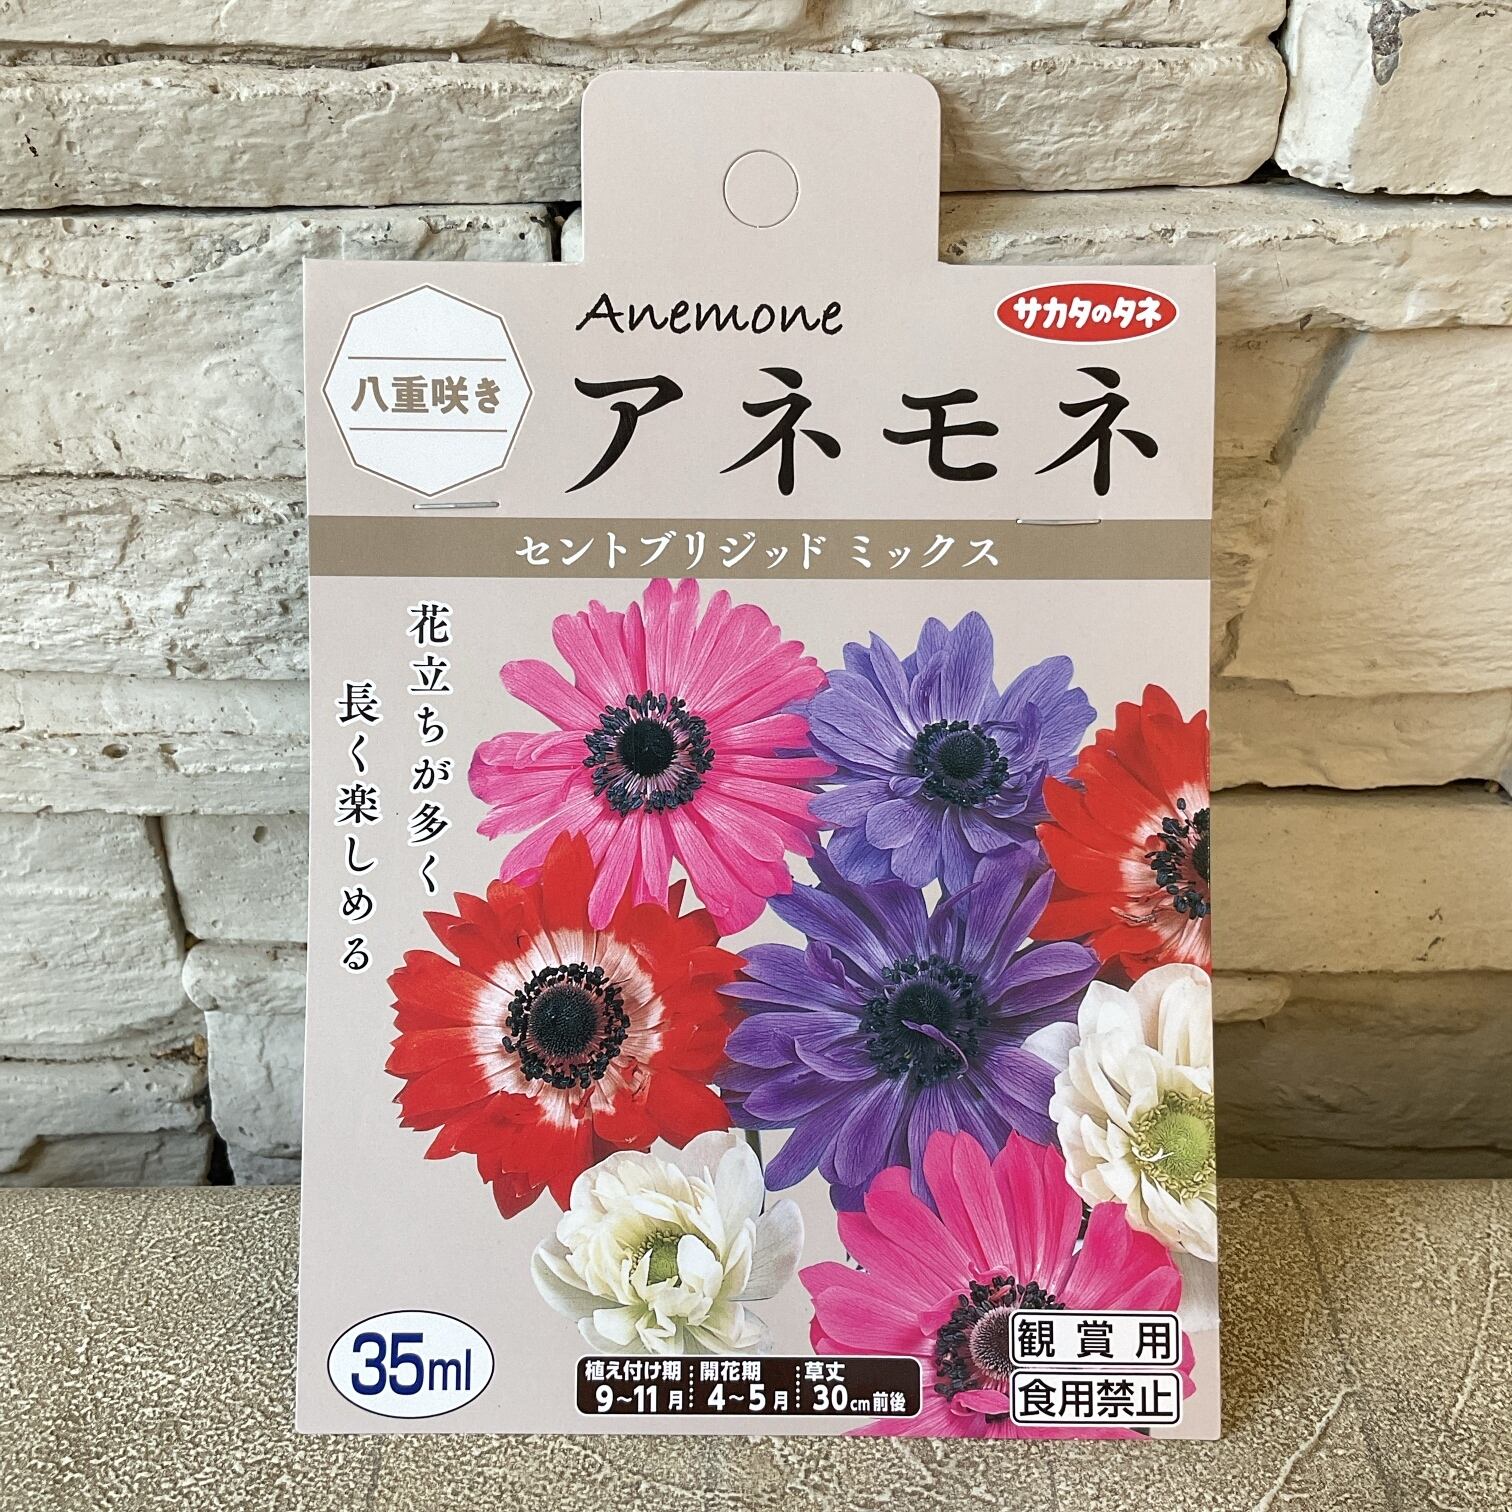 Anemone
サカタのタネ
八重咲き
アネモネ
セントブリジッド ミックス
花立ちが多く
長く楽しめる
35ml
植え付け期 9~11月
開花期 4~5月
草丈 30cm前後
観賞用
食用禁止